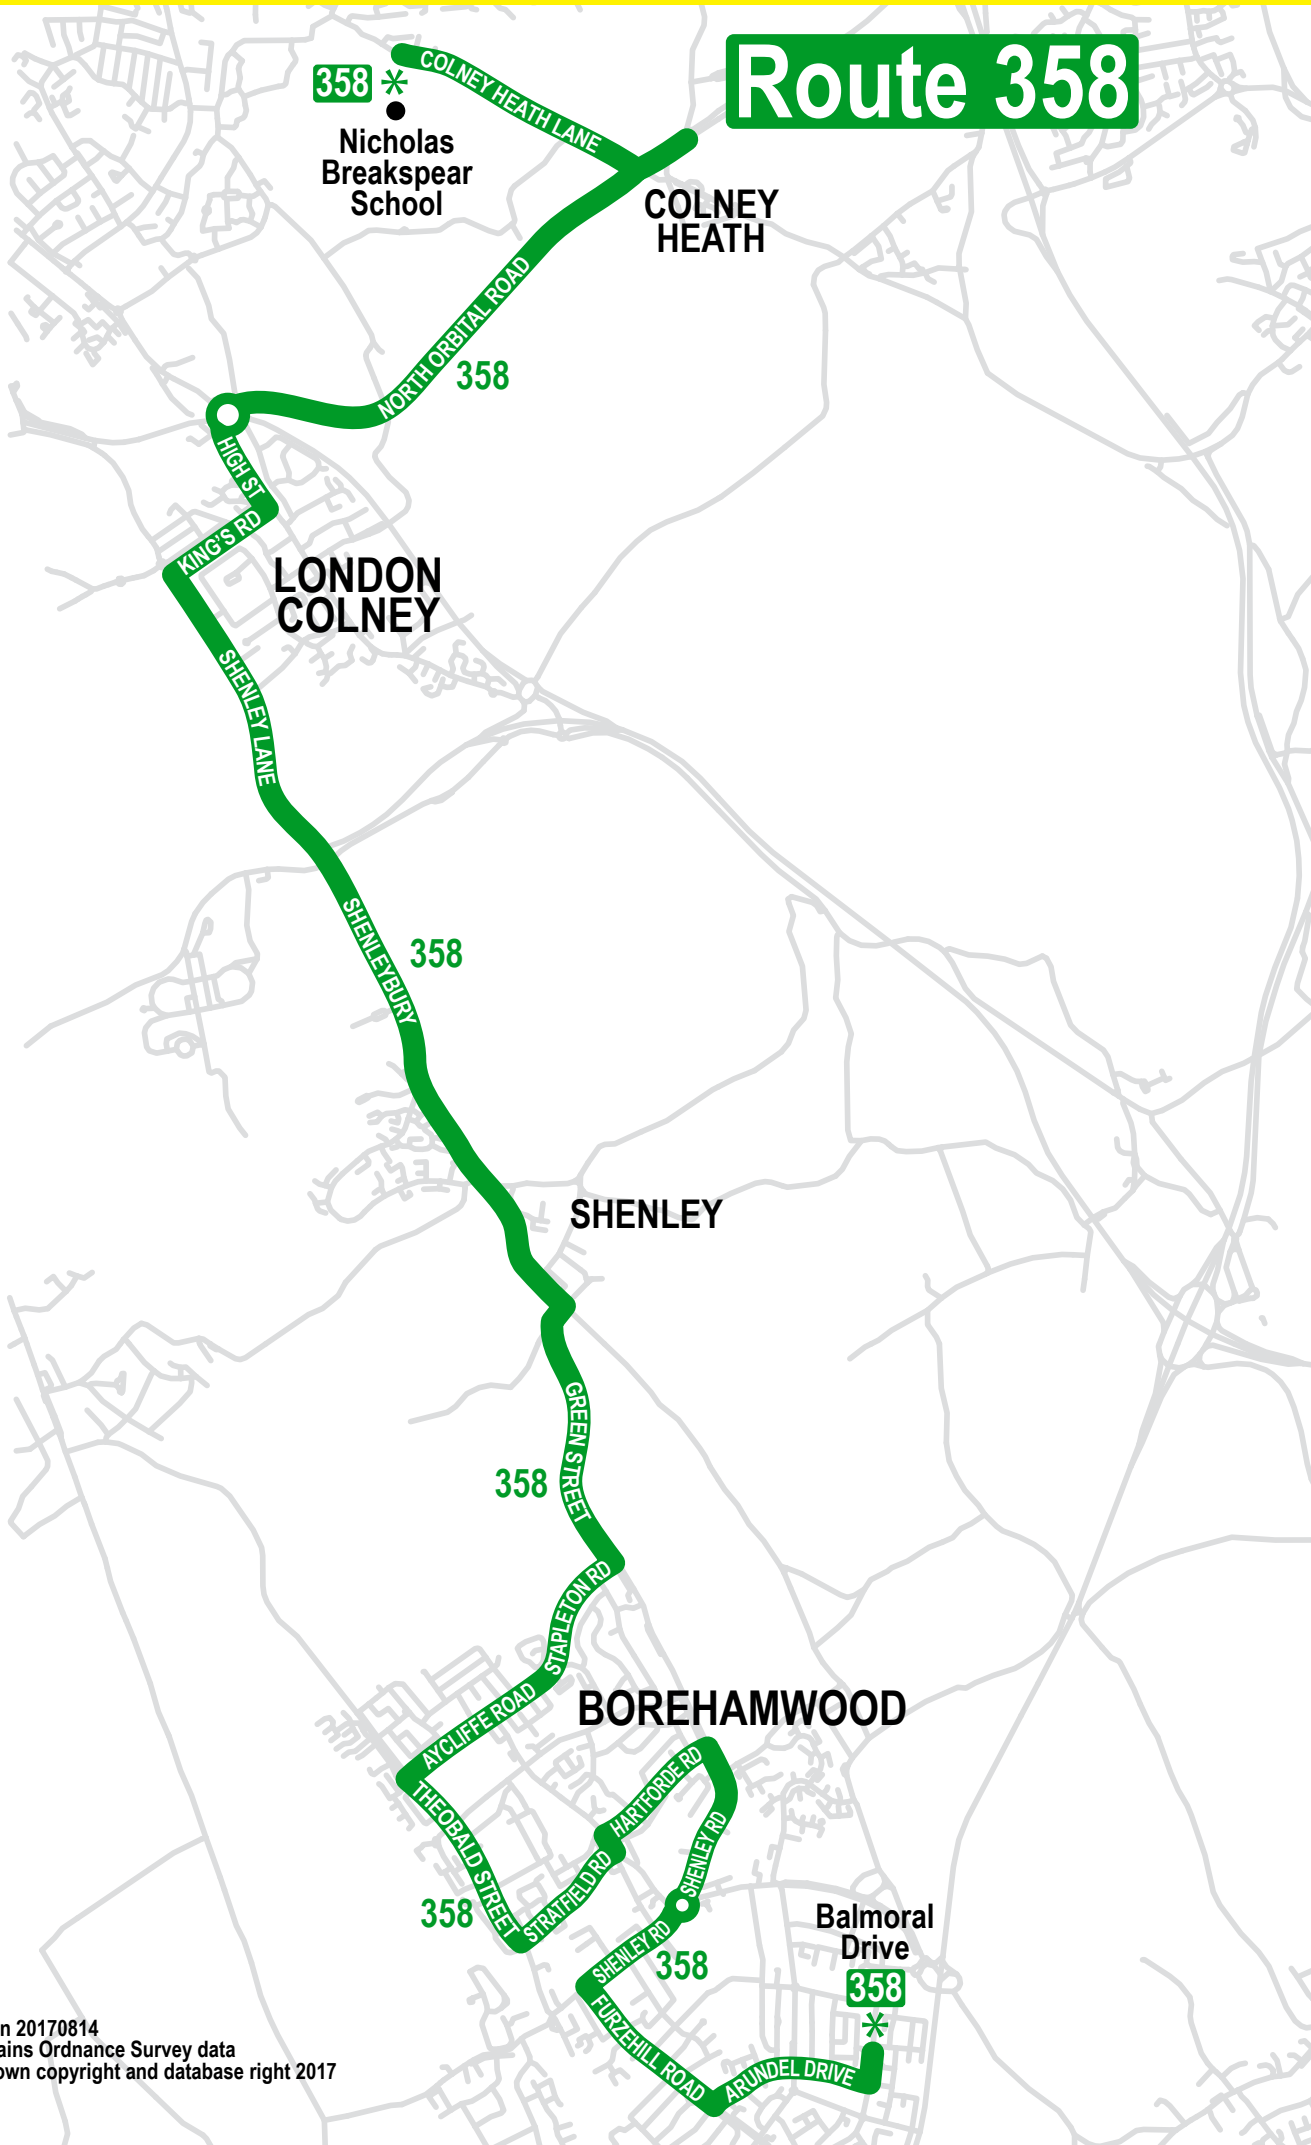 Route 358
COLNEY HEATH LANE
358 *
Nicholas
Breakspear
School
COLNEY
HEATH
NORTH ORBITAL ROAD
358
HIGH ST
KING'S RD
LONDON
COLNEY
SHENLEY LANE
SHENLEYBURY
358
SHENLEY
GREEN STREET
358
STAPLETON RD
BOREHAMWOOD
AYCLIFFE ROAD
THEOBALD STREET
HARTFORDE RD
SHENLEY RD
STRATFIELD RD
358
SHENLEY RD
358
Balmoral
Drive
358
*
FURZEHILL ROAD
ARUNDEL DRIVE
n 20170814
ains Ordnance Survey data
own copyright and database right 2017